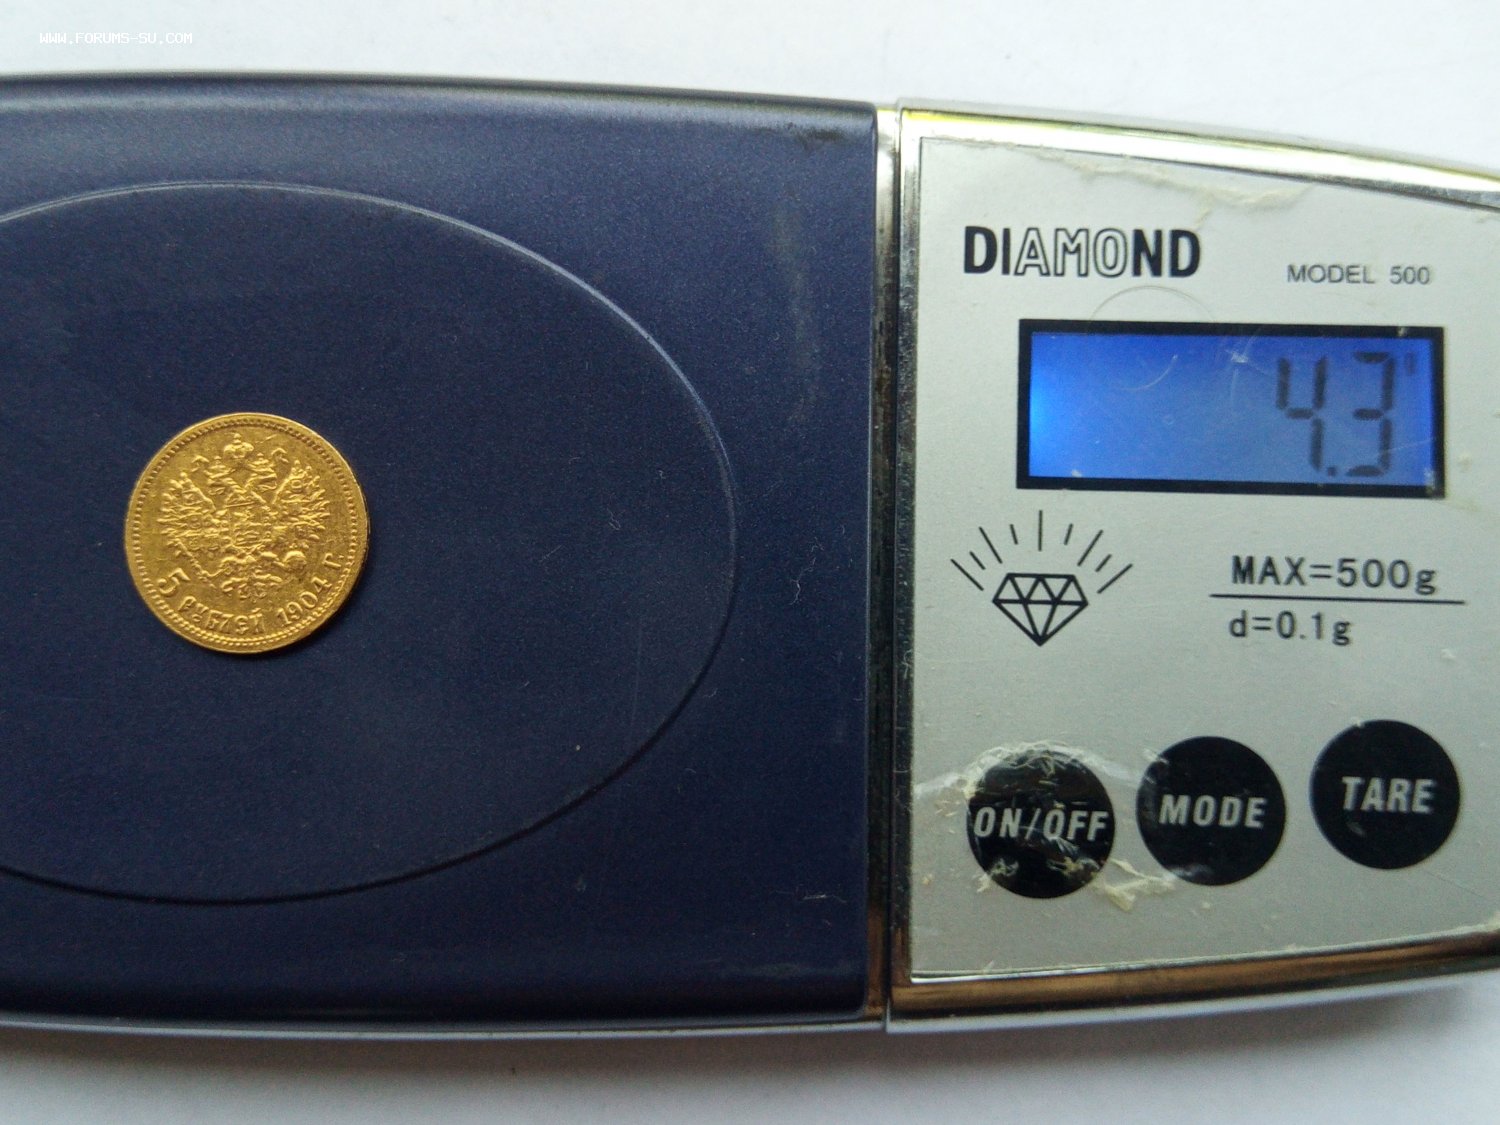 WWW.FORUMS-SU.COM
DIAMOND
MODEL 500
4.3
MAX=500g
d=0.1g
5 РУБЛЕЙ 1904 Г.
ON/OFF
MODE
TARE